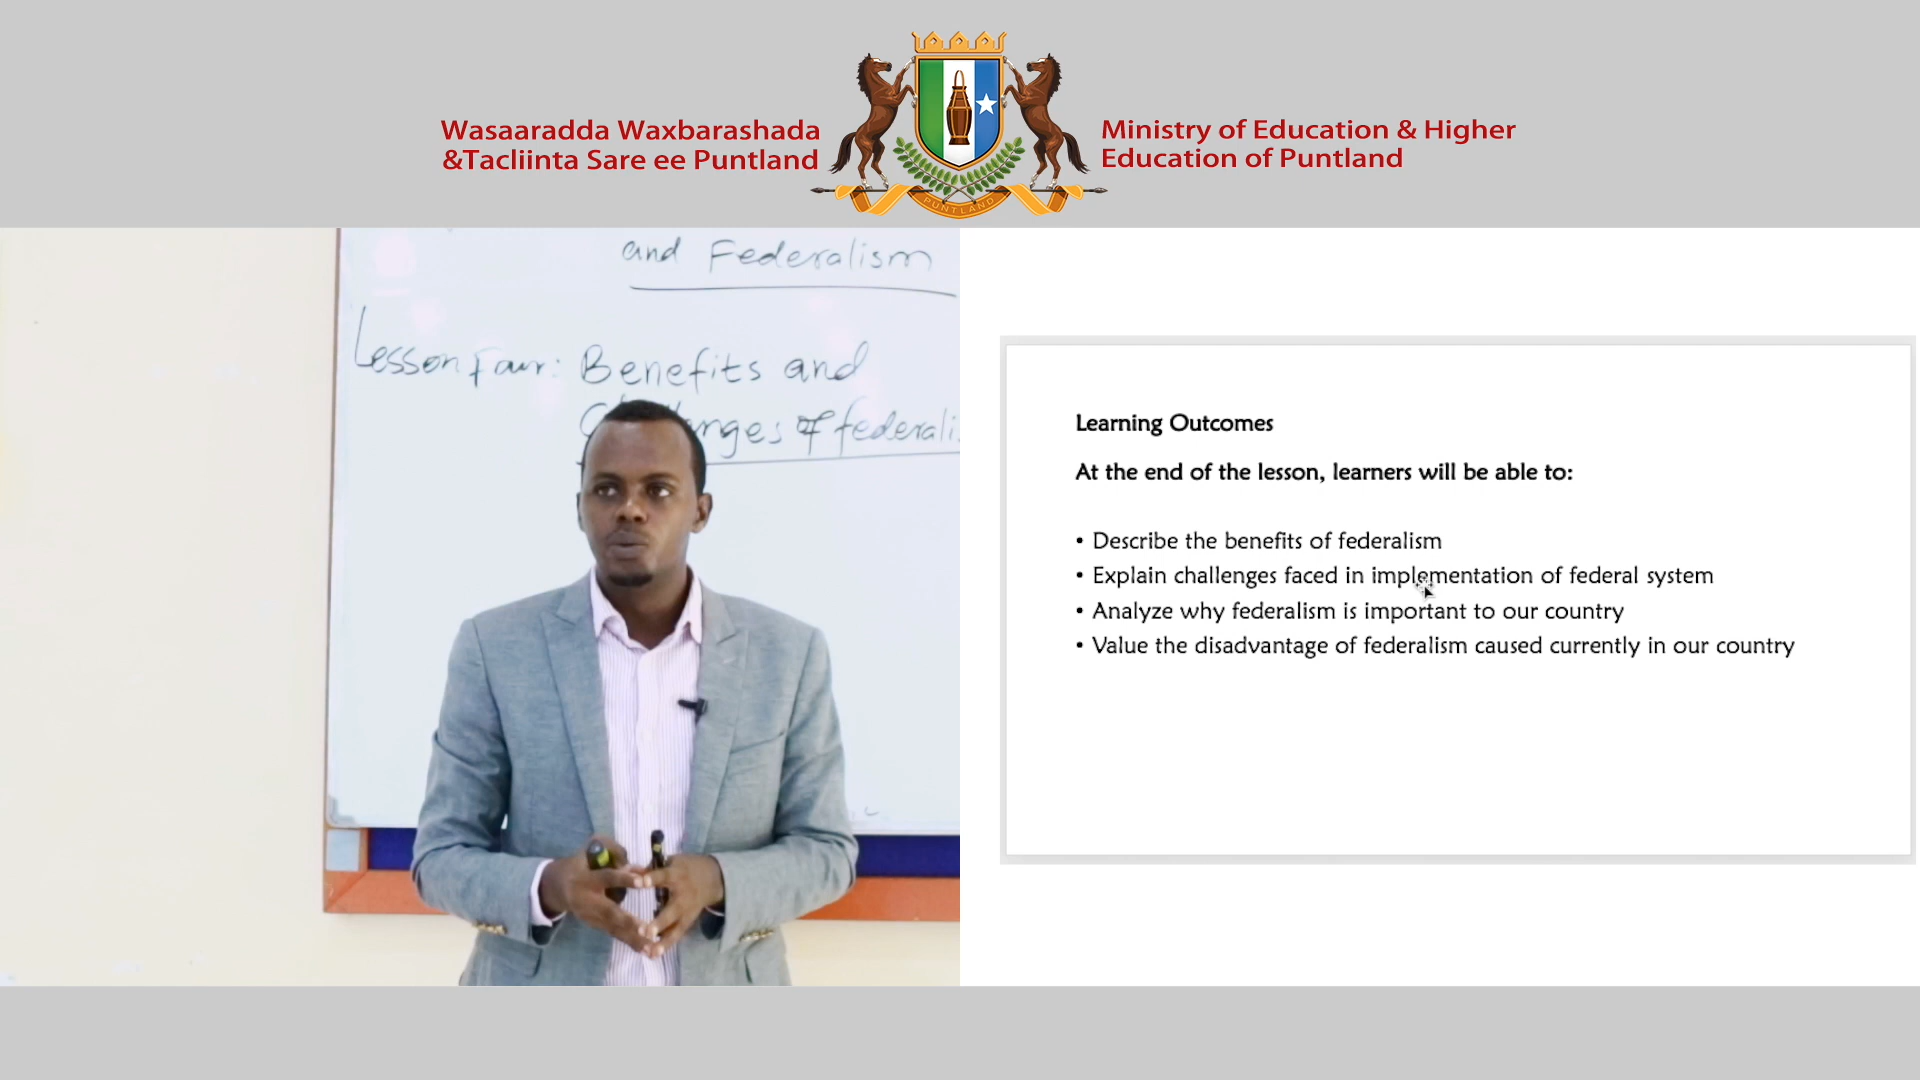 Wasaaradda Waxbarashada
&Tacliinta Sare ee Puntland
PUNTLAND
Ministry of Education & Higher
Education of Puntland
and Federalism
Lesson Four: Benefits and
of federali
Learning Outcomes
At the end of the lesson, learners will be able to:
• Describe the benefits of federalism
• Explain challenges faced in implementation of federal system
• Analyze why federalism is important to our country
• Value the disadvantage of federalism caused currently in our country